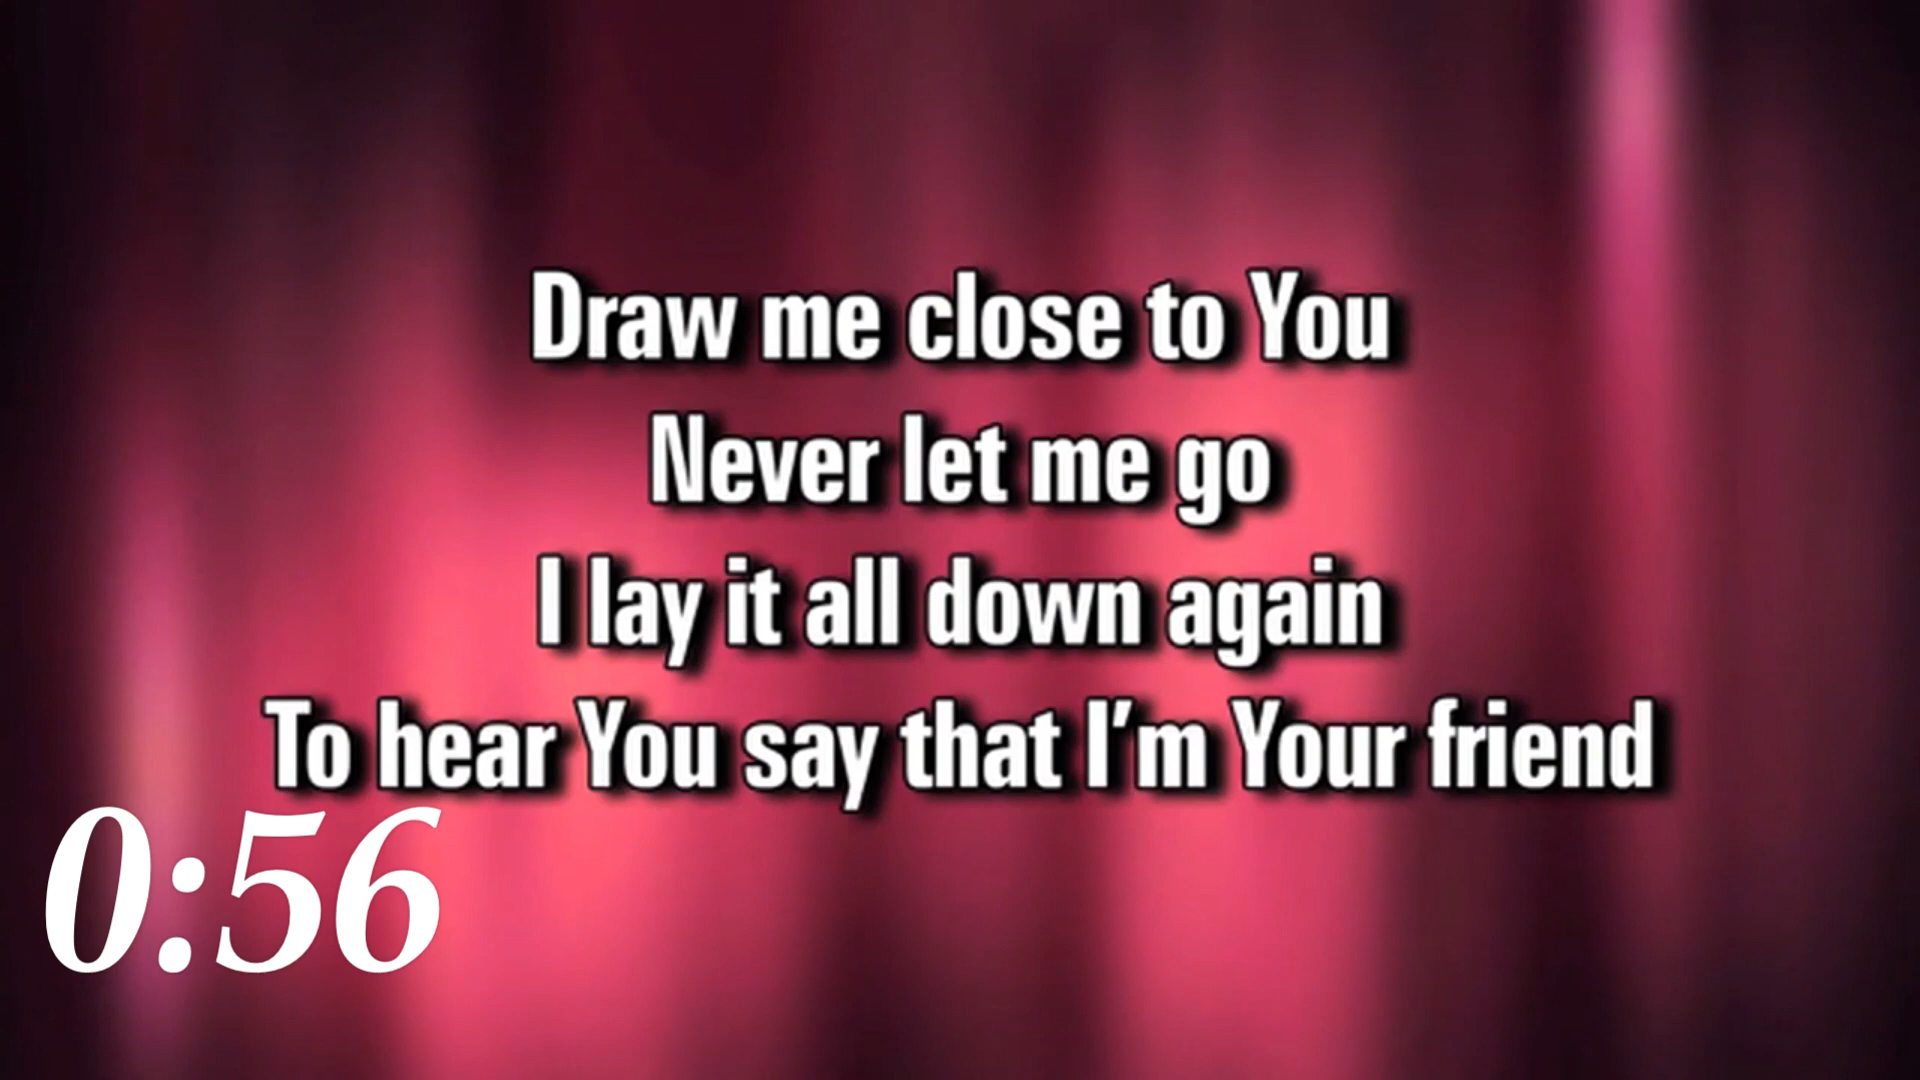 Draw me close to You
Never let me go
I lay it all down again
To hear You say that I'm Your friend
0:56